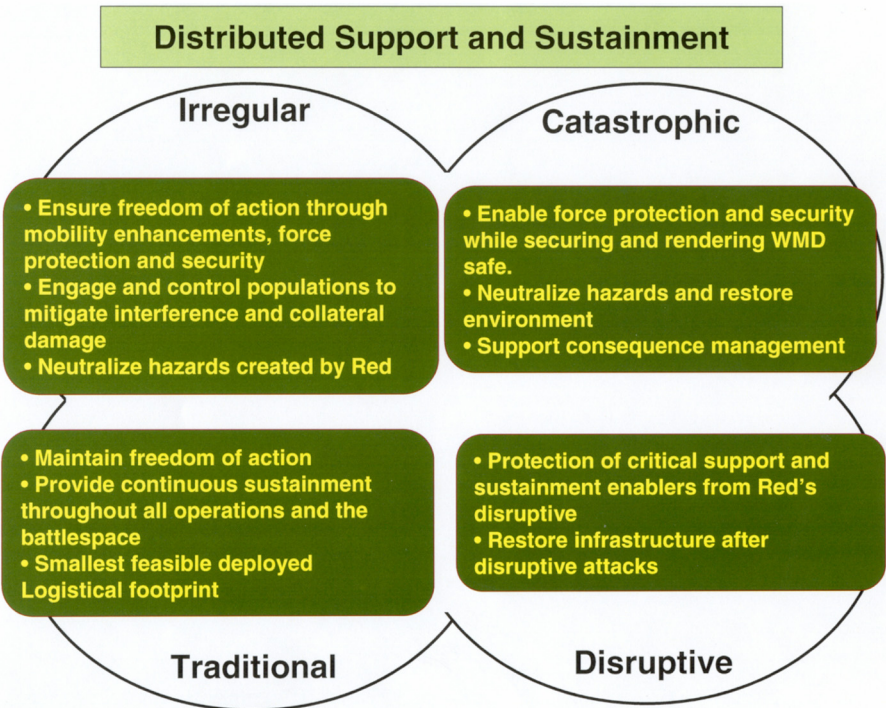 Distributed Support and Sustainment
Irregular
Catastrophic
• Ensure freedom of action through
mobility enhancements, force
protection and security
• Engage and control populations to
mitigate interference and collateral
damage
• Neutralize hazards created by Red
• Enable force protection and security
while securing and rendering WMD
safe.
• Neutralize hazards and restore
environment
• Support consequence management
• Maintain freedom of action
• Provide continuous sustainment
throughout all operations and the
battlespace
• Smallest feasible deployed
Logistical footprint
• Protection of critical support and
sustainment enablers from Red's
disruptive
• Restore infrastructure after
disruptive attacks
Traditional
Disruptive